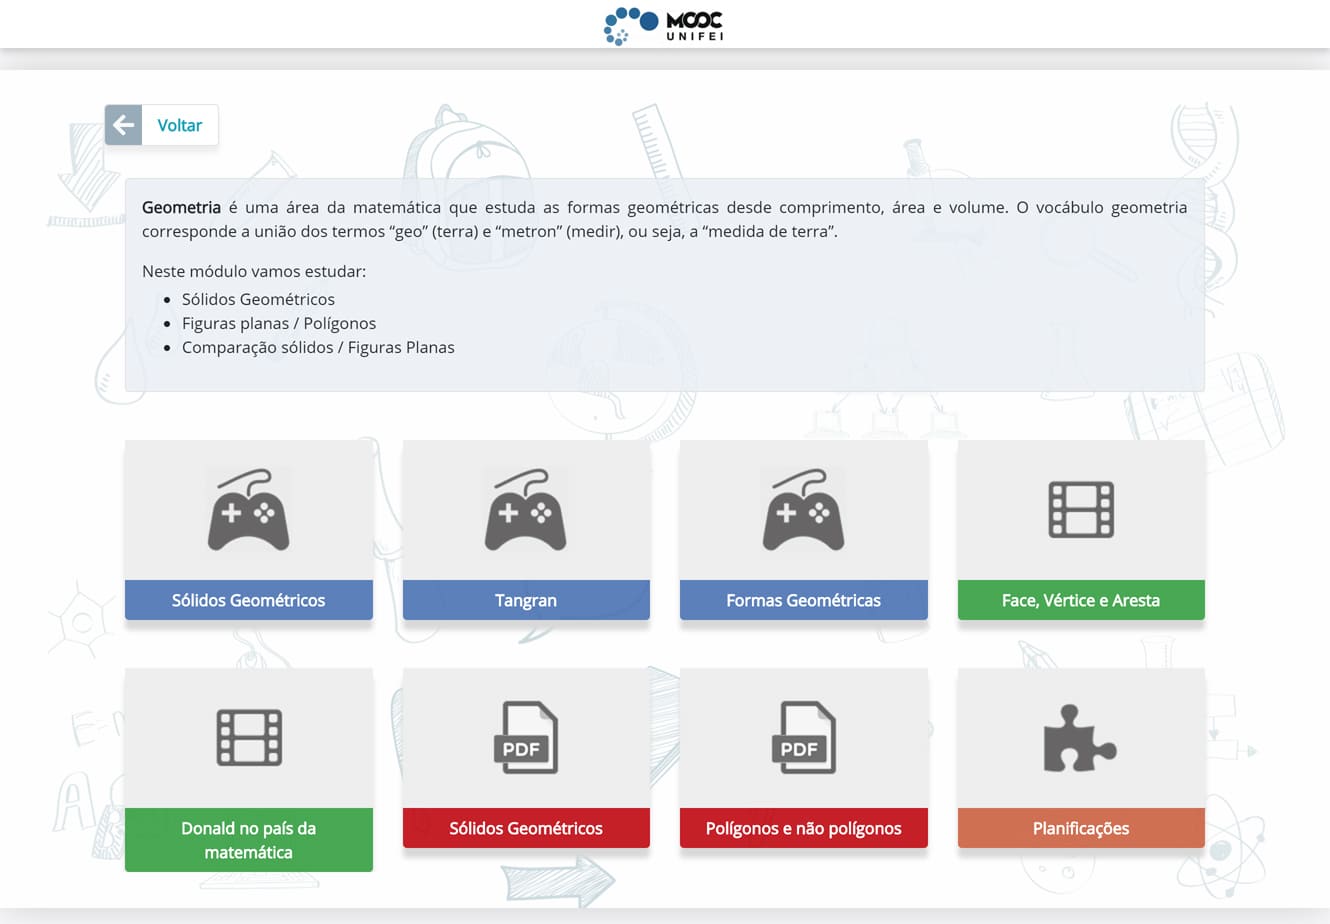 MOOC
UNIFEI
Voltar
Geometria é uma área da matemática que estuda as formas geométricas desde comprimento, área e volume. O vocábulo geometria
corresponde a união dos termos “geo” (terra) e “metron” (medir), ou seja, a “medida de terra”.
Neste módulo vamos estudar:
• Sólidos Geométricos
• Figuras planas / Polígonos
• Comparação sólidos / Figuras Planas
Sólidos Geométricos
Tangran
Formas Geométricas
Face, Vértice e Aresta
PDF
PDF
Donald no país da
matemática
Sólidos Geométricos
Polígonos e não polígonos
Planificações